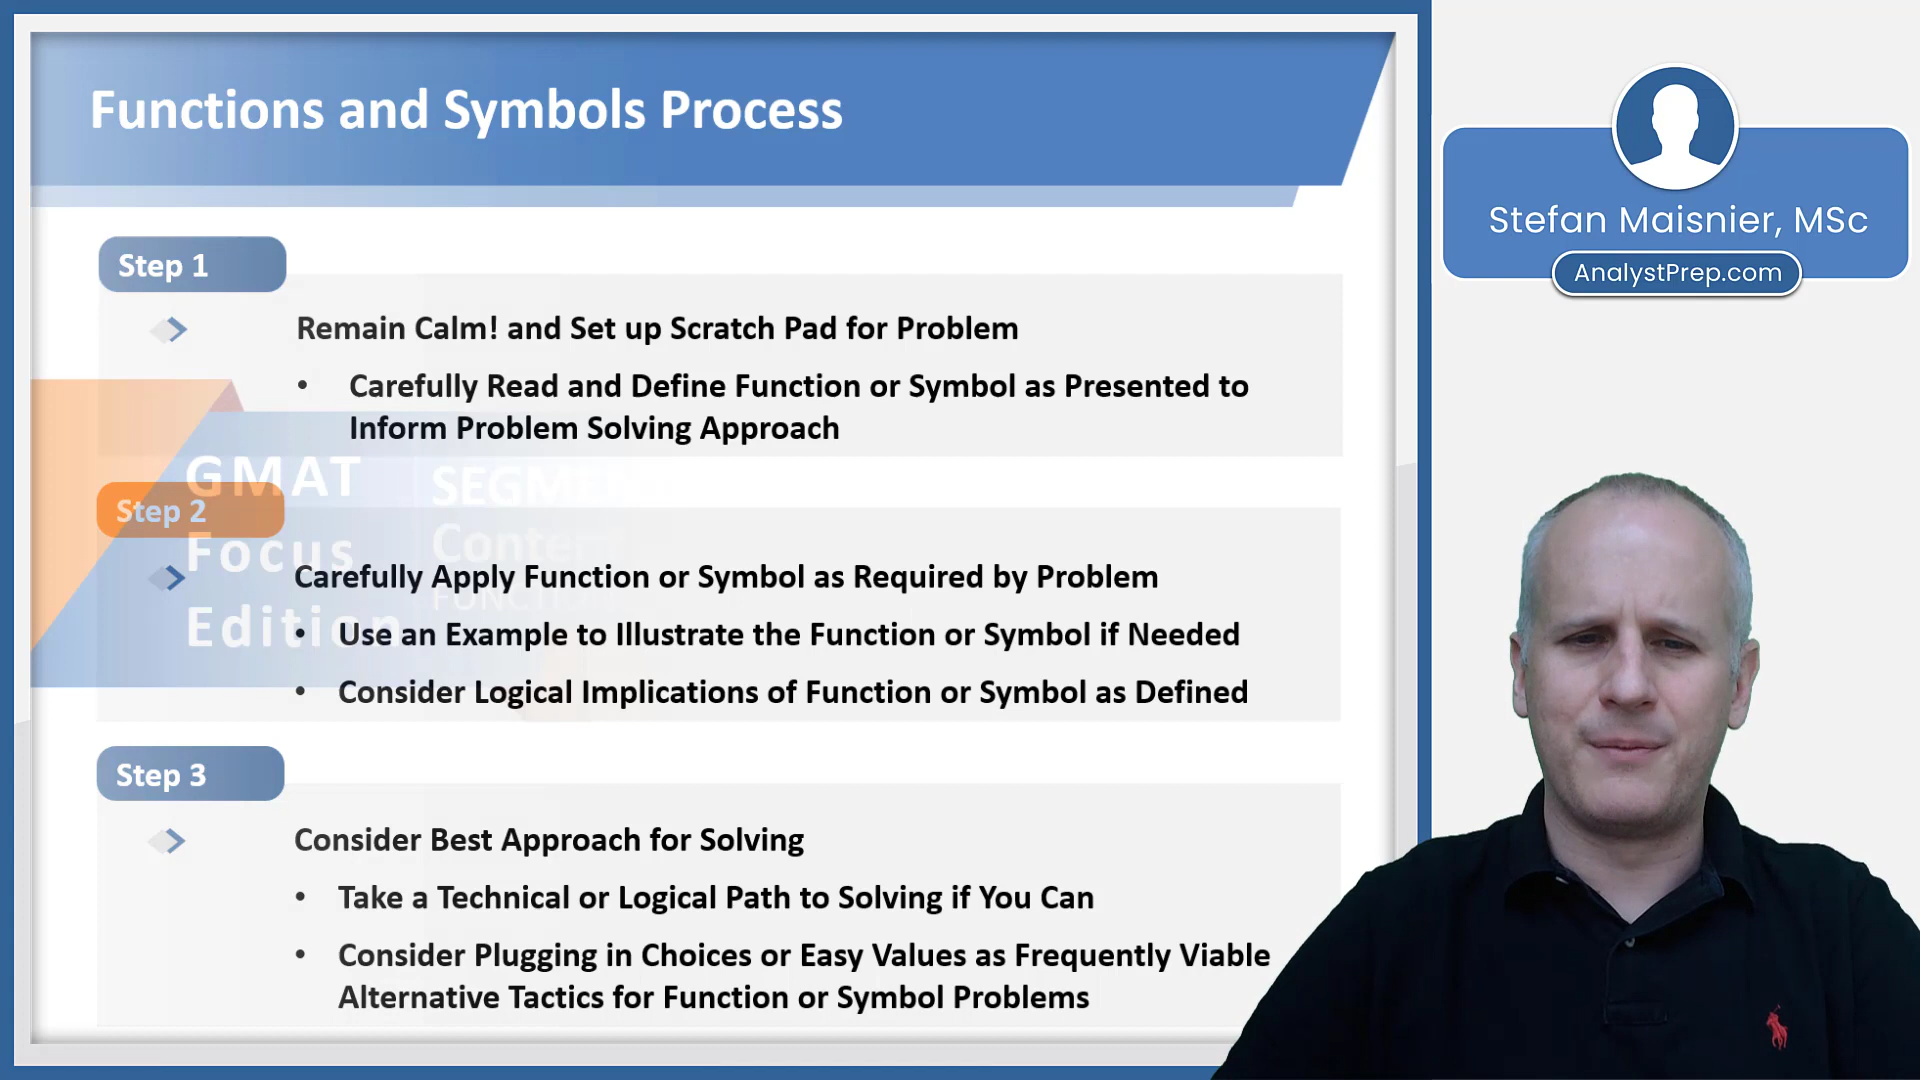 Functions and Symbols Process
Stefan Maisnier, MSc
AnalystPrep.com
Step 1
Remain Calm! and Set up Scratch Pad for Problem
• Carefully Read and Define Function or Symbol as Presented to
Inform Problem Solving Approach
GMAT
Focus
Edition
SEGMEN
Conten
FUNCTIO
Step 2
Carefully Apply Function or Symbol as Required by Problem
• Use an Example to Illustrate the Function or Symbol if Needed
• Consider Logical Implications of Function or Symbol as Defined
Step 3
Consider Best Approach for Solving
• Take a Technical or Logical Path to Solving if You Can
• Consider Plugging in Choices or Easy Values as Frequently Viable
Alternative Tactics for Function or Symbol Problems